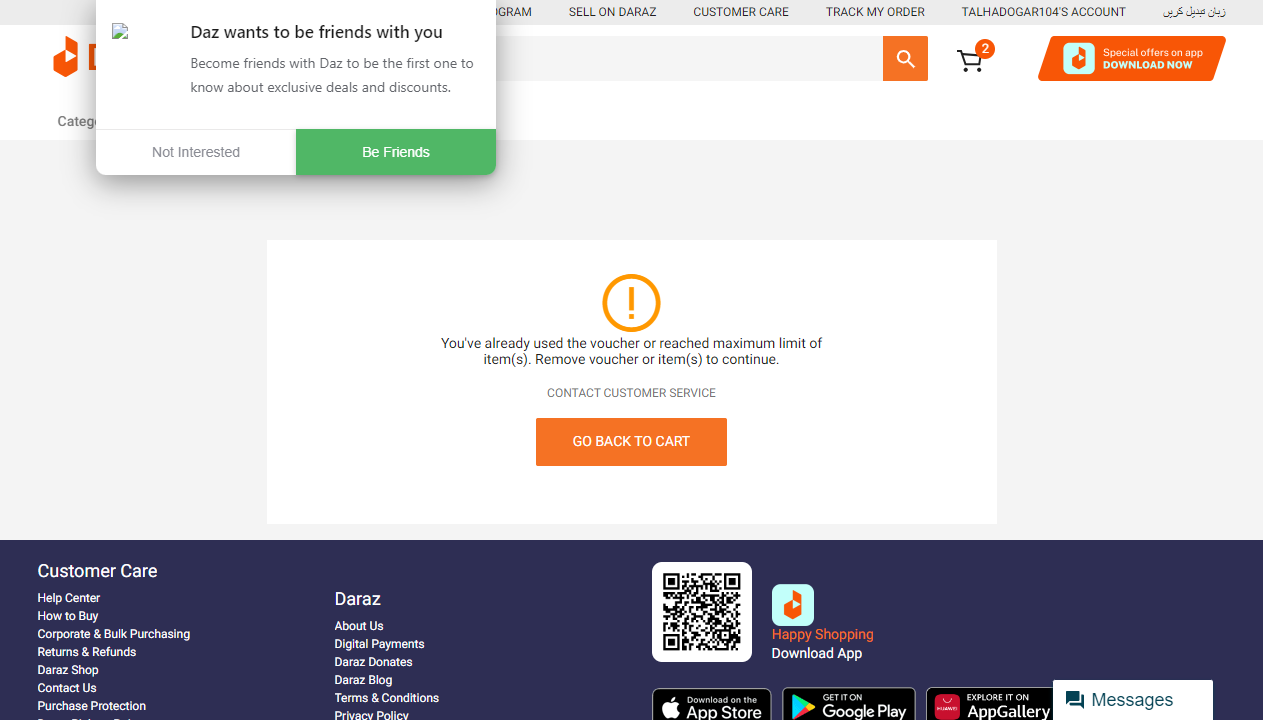 OGRAM
SELL ON DARAZ
CUSTOMER CARE
TRACK MY ORDER
TALHADOGAR104'S ACCOUNT
زبان تبدیل کریں
Daz wants to be friends with you
Become friends with Daz to be the first one to
know about exclusive deals and discounts.
Not Interested
Be Friends
2
Special offers on app
DOWNLOAD NOW
Categ
You've already used the voucher or reached maximum limit of
item(s). Remove voucher or item(s) to continue.
CONTACT CUSTOMER SERVICE
GO BACK TO CART
Customer Care
Help Center
How to Buy
Corporate & Bulk Purchasing
Returns & Refunds
Daraz Shop
Contact Us
Purchase Protection
Daraz
About Us
Digital Payments
Daraz Donates
Daraz Blog
Terms & Conditions
Privacy Policy
Happy Shopping
Download App
Download on the
App Store
GET IT ON
Google Play
HUAWEI
EXPLORE IT ON
AppGallery
Messages